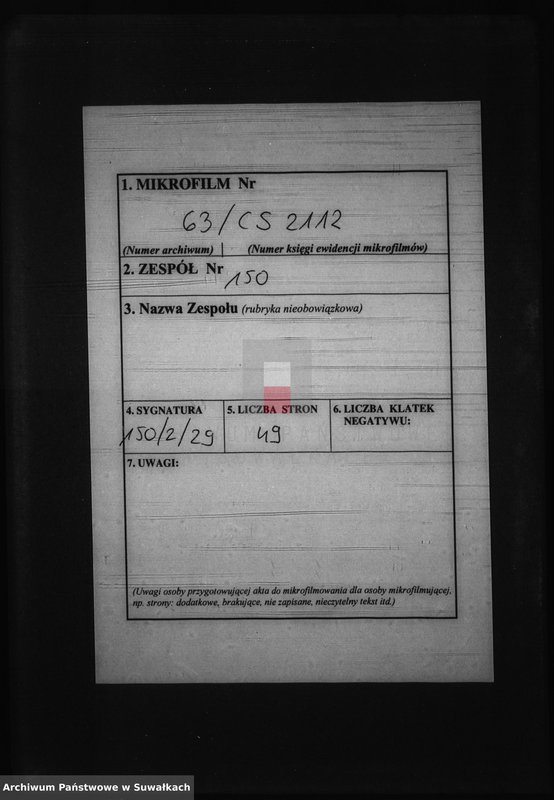 1. MIKROFILM Nr
63/CS 2112
(Numer archiwum) (Numer księgi ewidencji mikrofilmów)
2. ZESPÓŁ Nr
150
3. Nazwa Zespołu (rubryka nieobowiązkowa)
4. SYGNATURA
150/2/29
5. LICZBA STRON
49
6. LICZBA KLATEK
NEGATYWU:
7. UWAGI:
(Uwagi osoby przygotowującej akta do mikrofilmowania dla osoby mikrofilmującej,
np. strony: dodatkowe, brakujące, nie zapisane, nieczytelny tekst itd.)
Archiwum Państwowe w Suwałkach